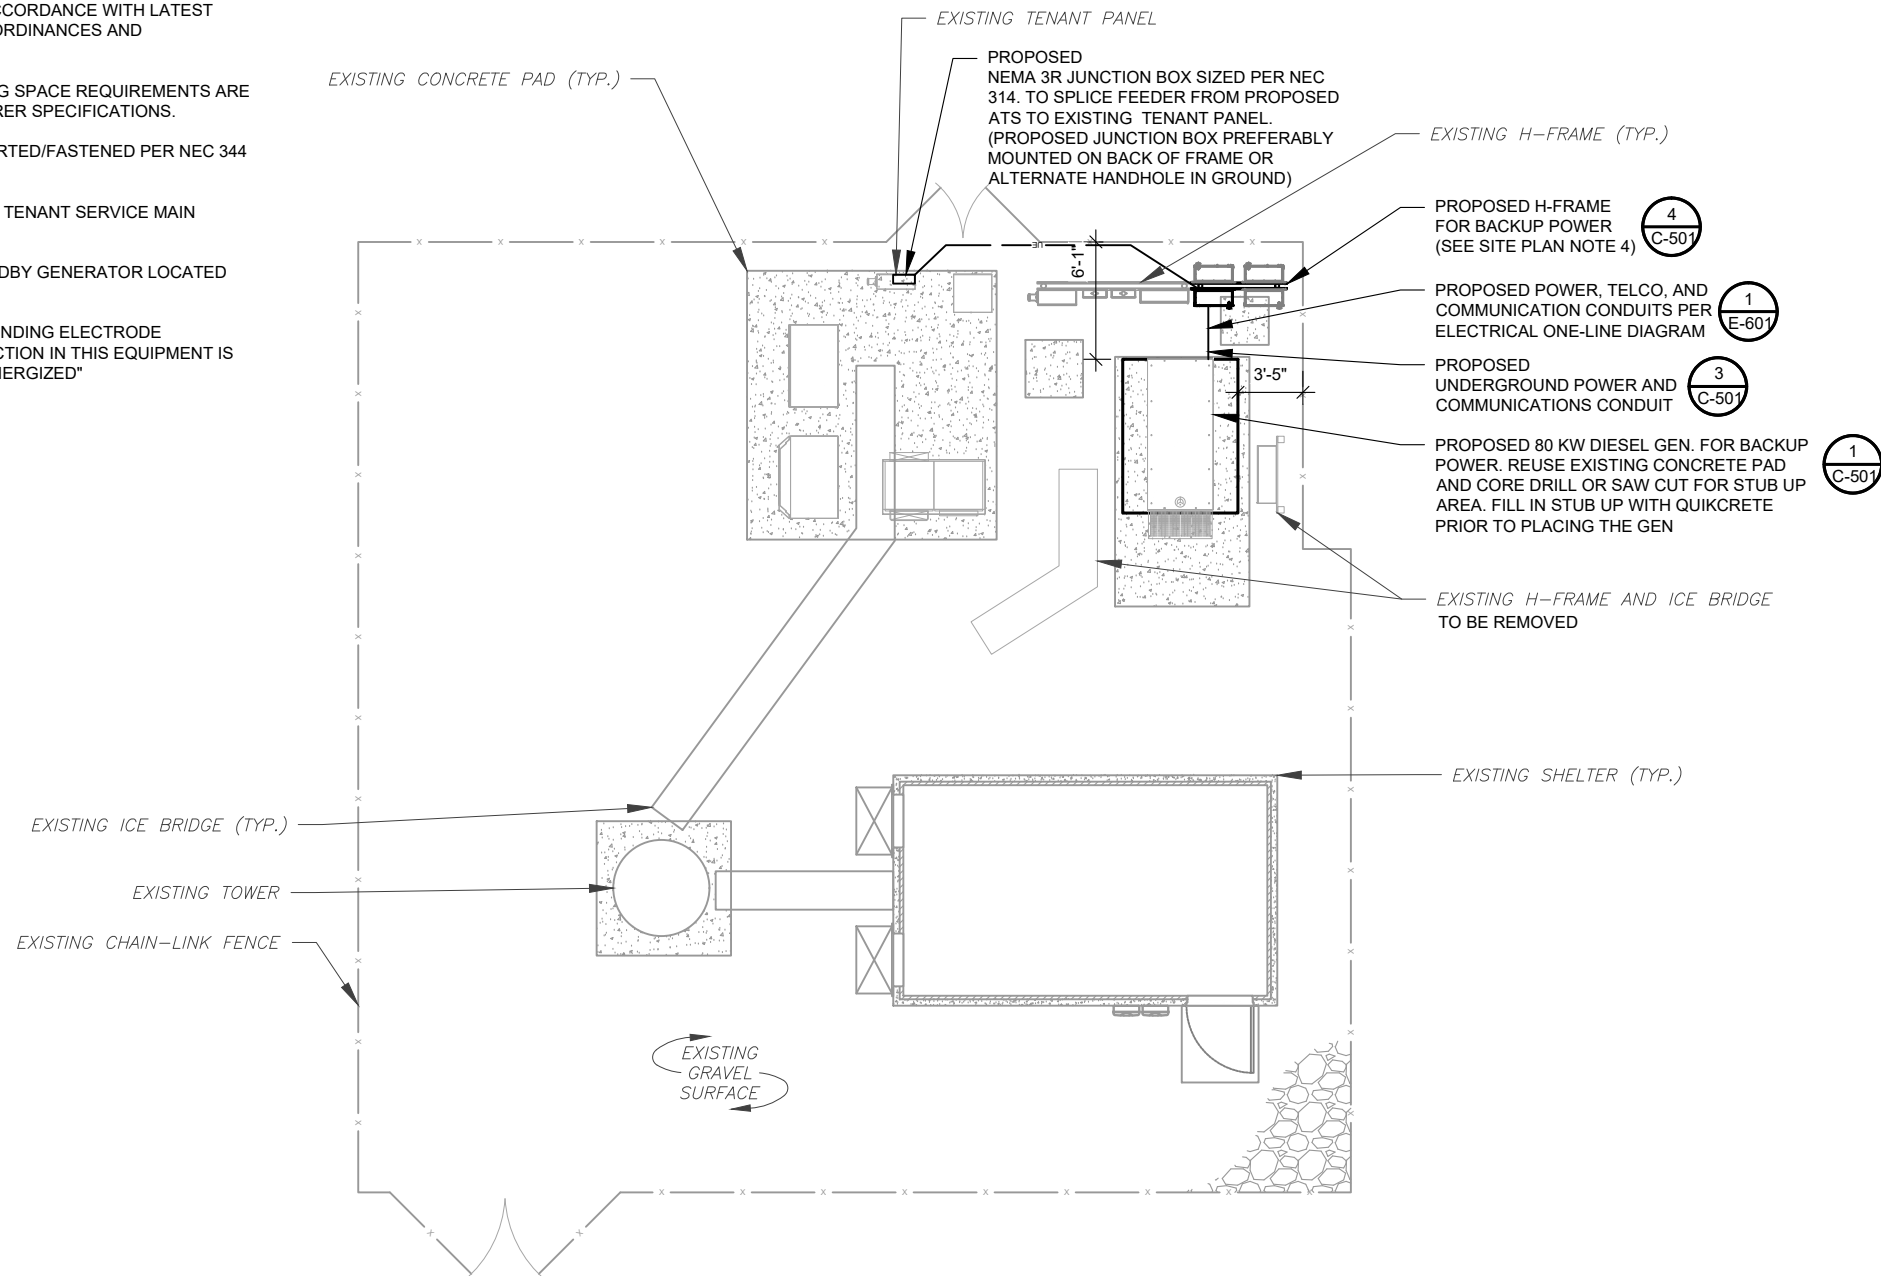 CCORDANCE WITH LATEST
ORDINANCES AND
G SPACE REQUIREMENTS ARE
RER SPECIFICATIONS.
RTED/FASTENED PER NEC 344
TENANT SERVICE MAIN
DBY GENERATOR LOCATED
NDING ELECTRODE
CTION IN THIS EQUIPMENT IS
NERGIZED"
EXISTING TENANT PANEL
EXISTING CONCRETE PAD (TYP.)
PROPOSED
NEMA 3R JUNCTION BOX SIZED PER NEC
314. TO SPLICE FEEDER FROM PROPOSED
ATS TO EXISTING TENANT PANEL.
(PROPOSED JUNCTION BOX PREFERABLY
MOUNTED ON BACK OF FRAME OR
ALTERNATE HANDHOLE IN GROUND)
EXISTING H-FRAME (TYP.)
PROPOSED H-FRAME
FOR BACKUP POWER
(SEE SITE PLAN NOTE 4)
4
C-501
UE
6'-1"
PROPOSED POWER, TELCO, AND
COMMUNICATION CONDUITS PER
ELECTRICAL ONE-LINE DIAGRAM
1
E-601
PROPOSED
UNDERGROUND POWER AND
COMMUNICATIONS CONDUIT
3
C-501
3'-5"
PROPOSED 80 KW DIESEL GEN. FOR BACKUP
POWER. REUSE EXISTING CONCRETE PAD
AND CORE DRILL OR SAW CUT FOR STUB UP
AREA. FILL IN STUB UP WITH QUIKCRETE
PRIOR TO PLACING THE GEN
1
C-501
EXISTING H-FRAME AND ICE BRIDGE
TO BE REMOVED
EXISTING SHELTER (TYP.)
EXISTING ICE BRIDGE (TYP.)
EXISTING TOWER
EXISTING CHAIN-LINK FENCE
EXISTING
GRAVEL
SURFACE